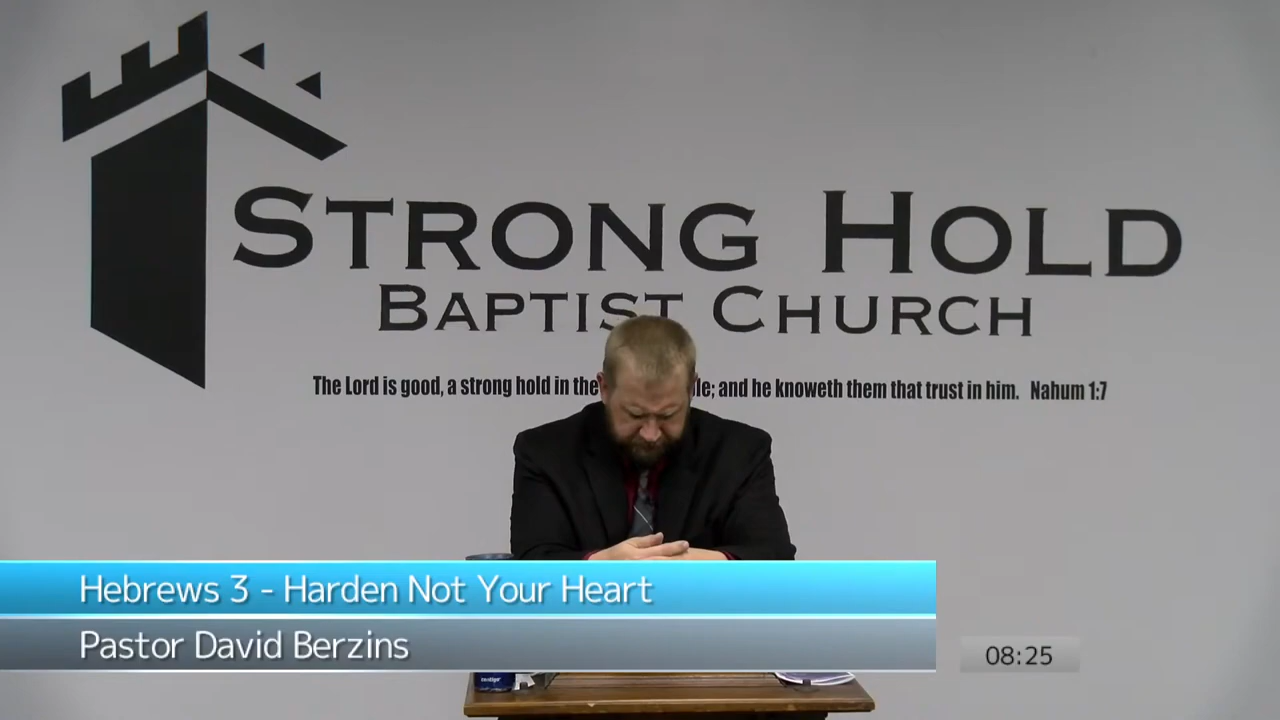 STRONG HOLD
BAPTIST CHURCH
The Lord is good, a strong hold in the le; and he knoweth them that trust in him. Nahum 1:7
Hebrews 3 - Harden Not Your Heart
Pastor David Berzins
08:25